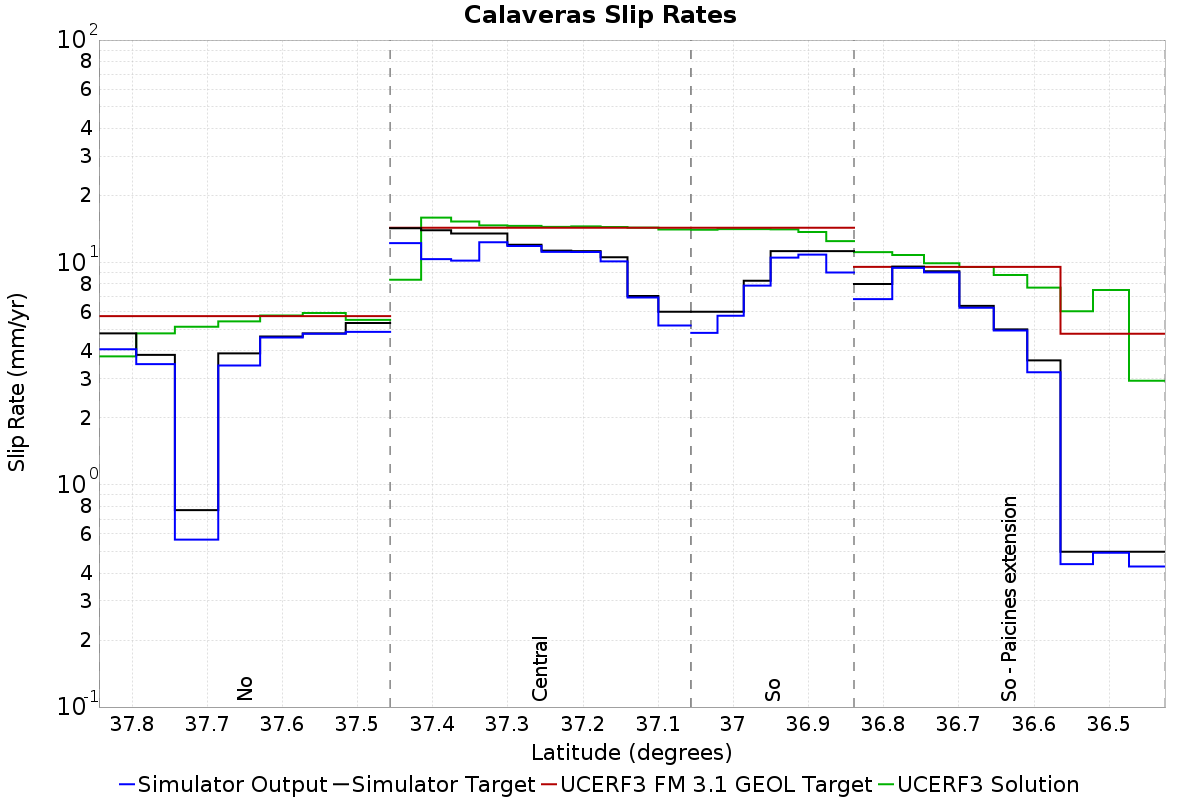 Calaveras Slip Rates
10^2
8
6
4
3
2
10^1
8
6
4
3
2
10^0
8
6
4
3
2
10^-1
Slip Rate (mm/yr)
No
Central
So
So - Paicines extension
37.8 37.7 37.6 37.5 37.4 37.3 37.2 37.1 37 36.9 36.8 36.7 36.6 36.5
Latitude (degrees)
Simulator Output Simulator Target UCERF3 FM 3.1 GEOL Target UCERF3 Solution